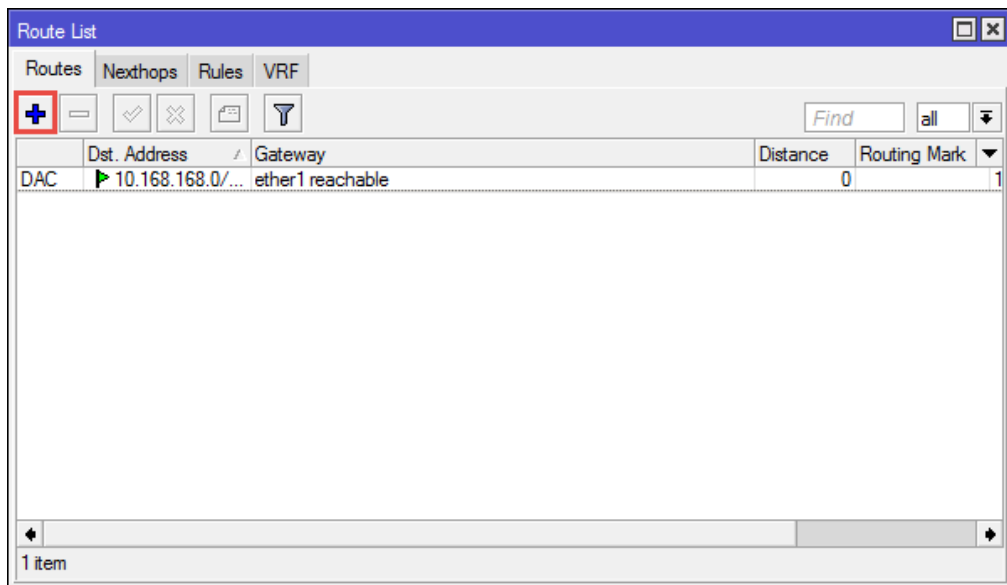 Route List
Routes Nexthops Rules VRF
Find all
Dst. Address Gateway Distance Routing Mark
DAC 10.168.168.0/... ether1 reachable 0 1
1 item